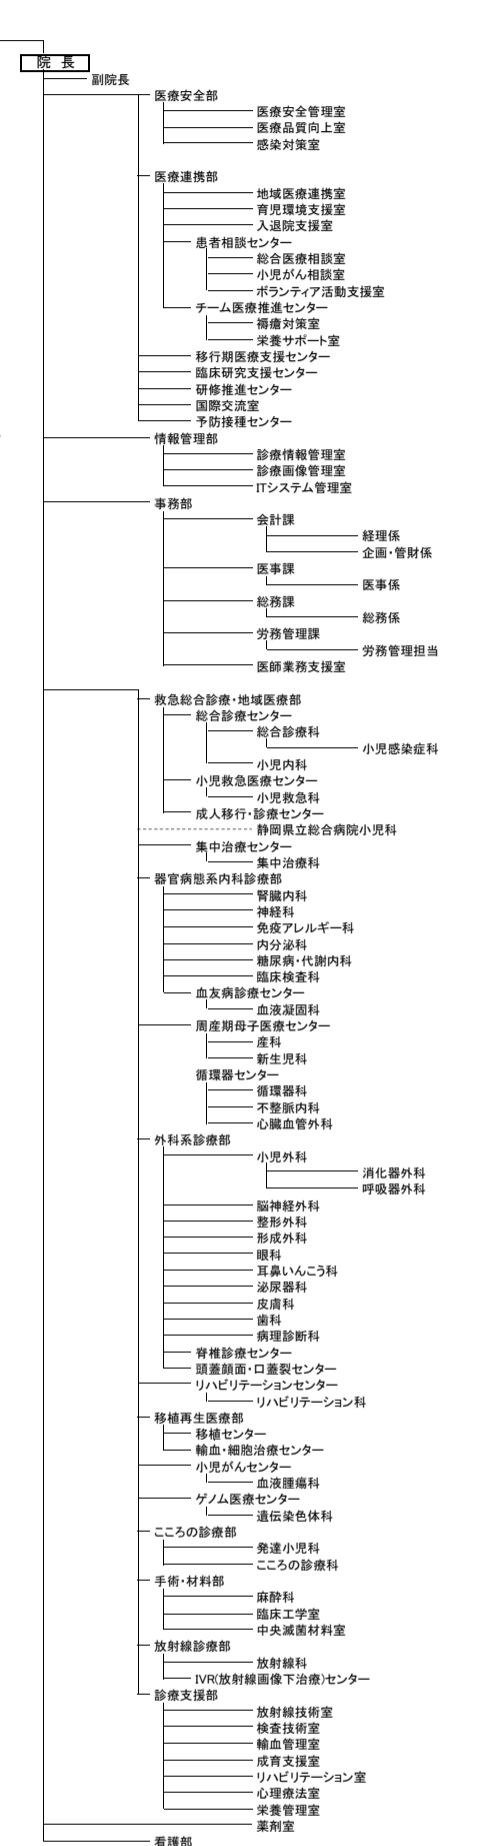 院　長
副院長
医療安全部
医療安全管理室
医療品質向上室
感染対策室
医療連携部
地域医療連携室
育児環境支援室
入退院支援室
患者相談センター
総合医療相談室
小児がん相談室
ボランティア活動支援室
チーム医療推進センター
褥瘡対策室
栄養サポート室
移行期医療支援センター
臨床研究支援センター
研修推進センター
国際交流室
予防接種センター
情報管理部
診療情報管理室
診療画像管理室
ITシステム管理室
事務部
会計課
経理係
企画・管財係
医事課
医事係
総務課
総務係
労務管理課
労務管理担当
医師業務支援室
救急総合診療・地域医療部
総合診療センター
総合診療科
小児感染症科
小児内科
小児救急医療センター
小児救急科
成人移行・診療センター
静岡県立総合病院小児科
集中治療センター
集中治療科
器官病態系内科診療部
腎臓内科
神経科
免疫アレルギー科
内分泌科
糖尿病・代謝内科
臨床検査科
血友病診療センター
血液凝固科
周産期母子医療センター
産科
新生児科
循環器センター
循環器科
不整脈内科
心臓血管外科
外科系診療部
小児外科
消化器外科
呼吸器外科
脳神経外科
整形外科
形成外科
眼科
耳鼻いんこう科
泌尿器科
皮膚科
歯科
病理診断科
脊椎診療センター
頭蓋顔面・口蓋裂センター
リハビリテーションセンター
リハビリテーション科
移植再生医療部
移植センター
輸血・細胞治療センター
小児がんセンター
血液腫瘍科
ゲノム医療センター
遺伝染色体科
こころの診療部
発達小児科
こころの診療科
手術・材料部
麻酔科
臨床工学室
中央滅菌材料室
放射線診療部
放射線科
IVR(放射線画像下治療)センター
診療支援部
放射線技術室
検査技術室
輸血管理室
成育支援室
リハビリテーション室
心理療法室
栄養管理室
薬剤室
看護部